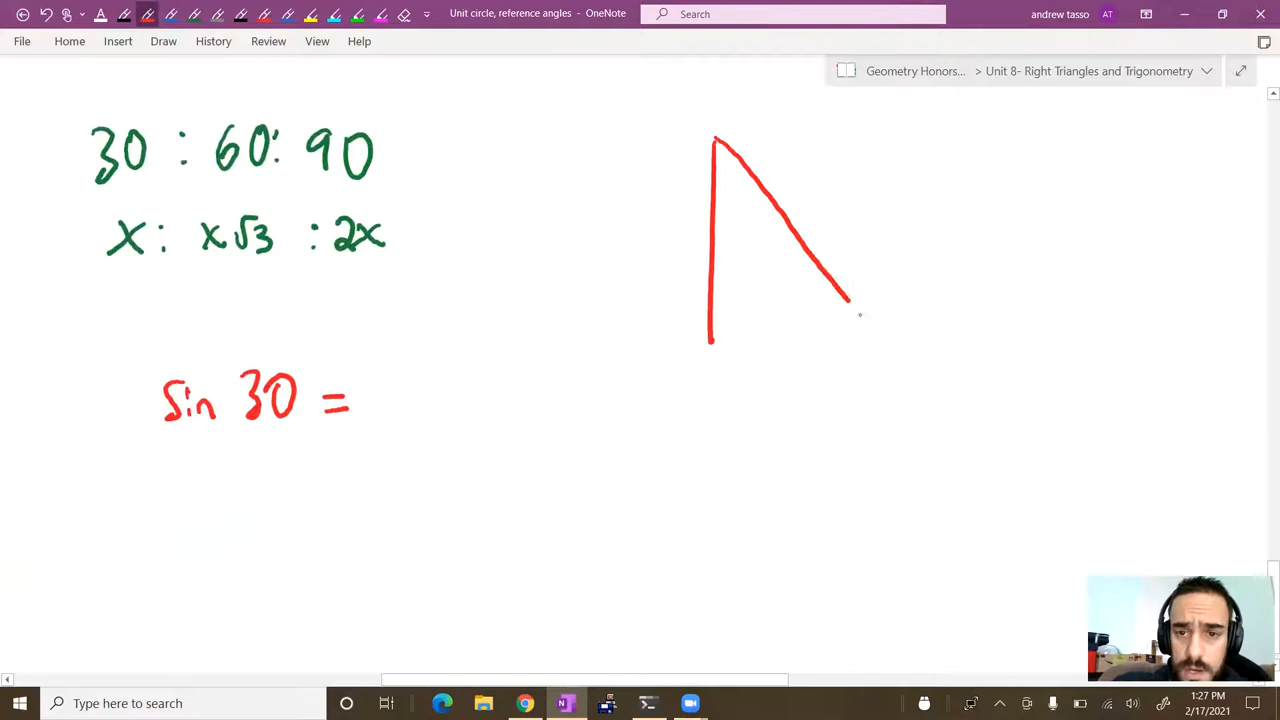 Unit circle, reference angles - OneNote
Search
andrew tasso
AT
File Home Insert Draw History Review View Help
Geometry Honors... > Unit 8- Right Triangles and Trigonometry
30 : 60 : 90
x : x√3 : 2x
sin 30 =
Type here to search
1:27 PM
2/17/2021